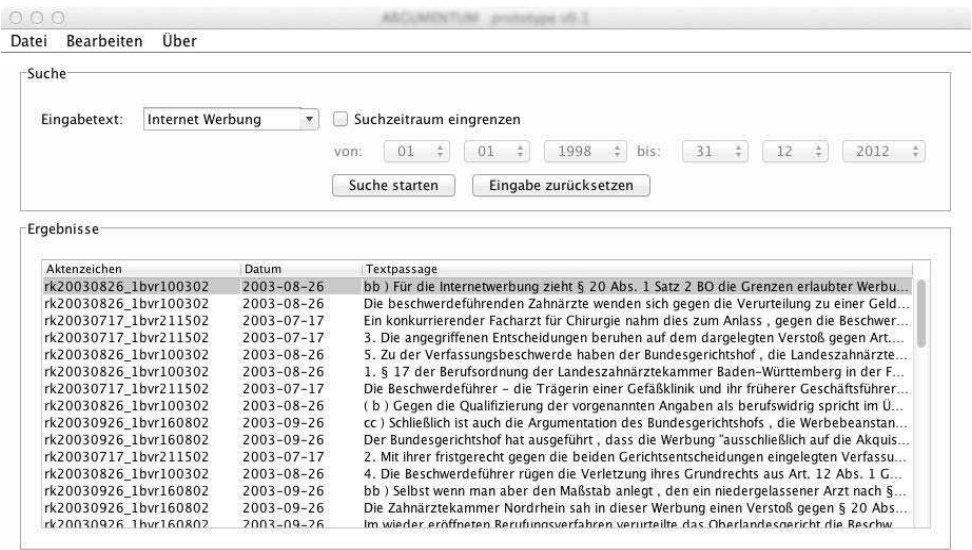 prototype v0.1
Datei Bearbeiten Über
Suche
Eingabetext: Internet Werbung Suchzeitraum eingrenzen
von: 01 01 1998 bis: 31 12 2012
Suche starten Eingabe zurücksetzen
Ergebnisse
Aktenzeichen Datum Textpassage
rk20030826_1bvr100302 2003-08-26 bb ) Für die Internetwerbung zieht § 20 Abs. 1 Satz 2 BO die Grenzen erlaubter Werbu...
rk20030826_1bvr100302 2003-08-26 Die beschwerdeführenden Zahnärzte wenden sich gegen die Verurteilung zu einer Geld...
rk20030717_1bvr211502 2003-07-17 Ein konkurrierender Facharzt für Chirurgie nahm dies zum Anlass , gegen die Beschwer...
rk20030717_1bvr211502 2003-07-17 3. Die angegriffenen Entscheidungen beruhen auf dem dargelegten Verstoß gegen Art....
rk20030826_1bvr100302 2003-08-26 5. Zu der Verfassungsbeschwerde haben der Bundesgerichtshof , die Landeszahnärzte...
rk20030826_1bvr100302 2003-08-26 1. § 17 der Berufsordnung der Landeszahnärztekammer Baden-Württemberg in der F...
rk20030717_1bvr211502 2003-07-17 Die Beschwerdeführer – die Trägerin einer Gefäßklinik und ihr früherer Geschäftsführer...
rk20030826_1bvr100302 2003-08-26 ( b ) Gegen die Qualifizierung der vorgenannten Angaben als berufswidrig spricht im Ü...
rk20030926_1bvr160802 2003-09-26 cc ) Schließlich ist auch die Argumentation des Bundesgerichtshofs , die Werbebeanstan...
rk20030926_1bvr160802 2003-09-26 Der Bundesgerichtshof hat ausgeführt , dass die Werbung "ausschließlich auf die Akquis...
rk20030717_1bvr211502 2003-07-17 2. Mit ihrer fristgerecht gegen die beiden Gerichtsentscheidungen eingelegten Verfassu...
rk20030826_1bvr100302 2003-08-26 4. Die Beschwerdeführer rügen die Verletzung ihres Grundrechts aus Art. 12 Abs. 1 G...
rk20030926_1bvr160802 2003-09-26 bb ) Selbst wenn man aber den Maßstab anlegt , den ein niedergelassener Arzt nach §...
rk20030926_1bvr160802 2003-09-26 Die Zahnärztekammer Nordrhein sah in dieser Werbung einen Verstoß gegen § 20 Abs...
rk20030926_1bvr160802 2003-09-26 Im wieder eröffneten Berufungsverfahren verurteilte das Oberlandesgericht die Beschw